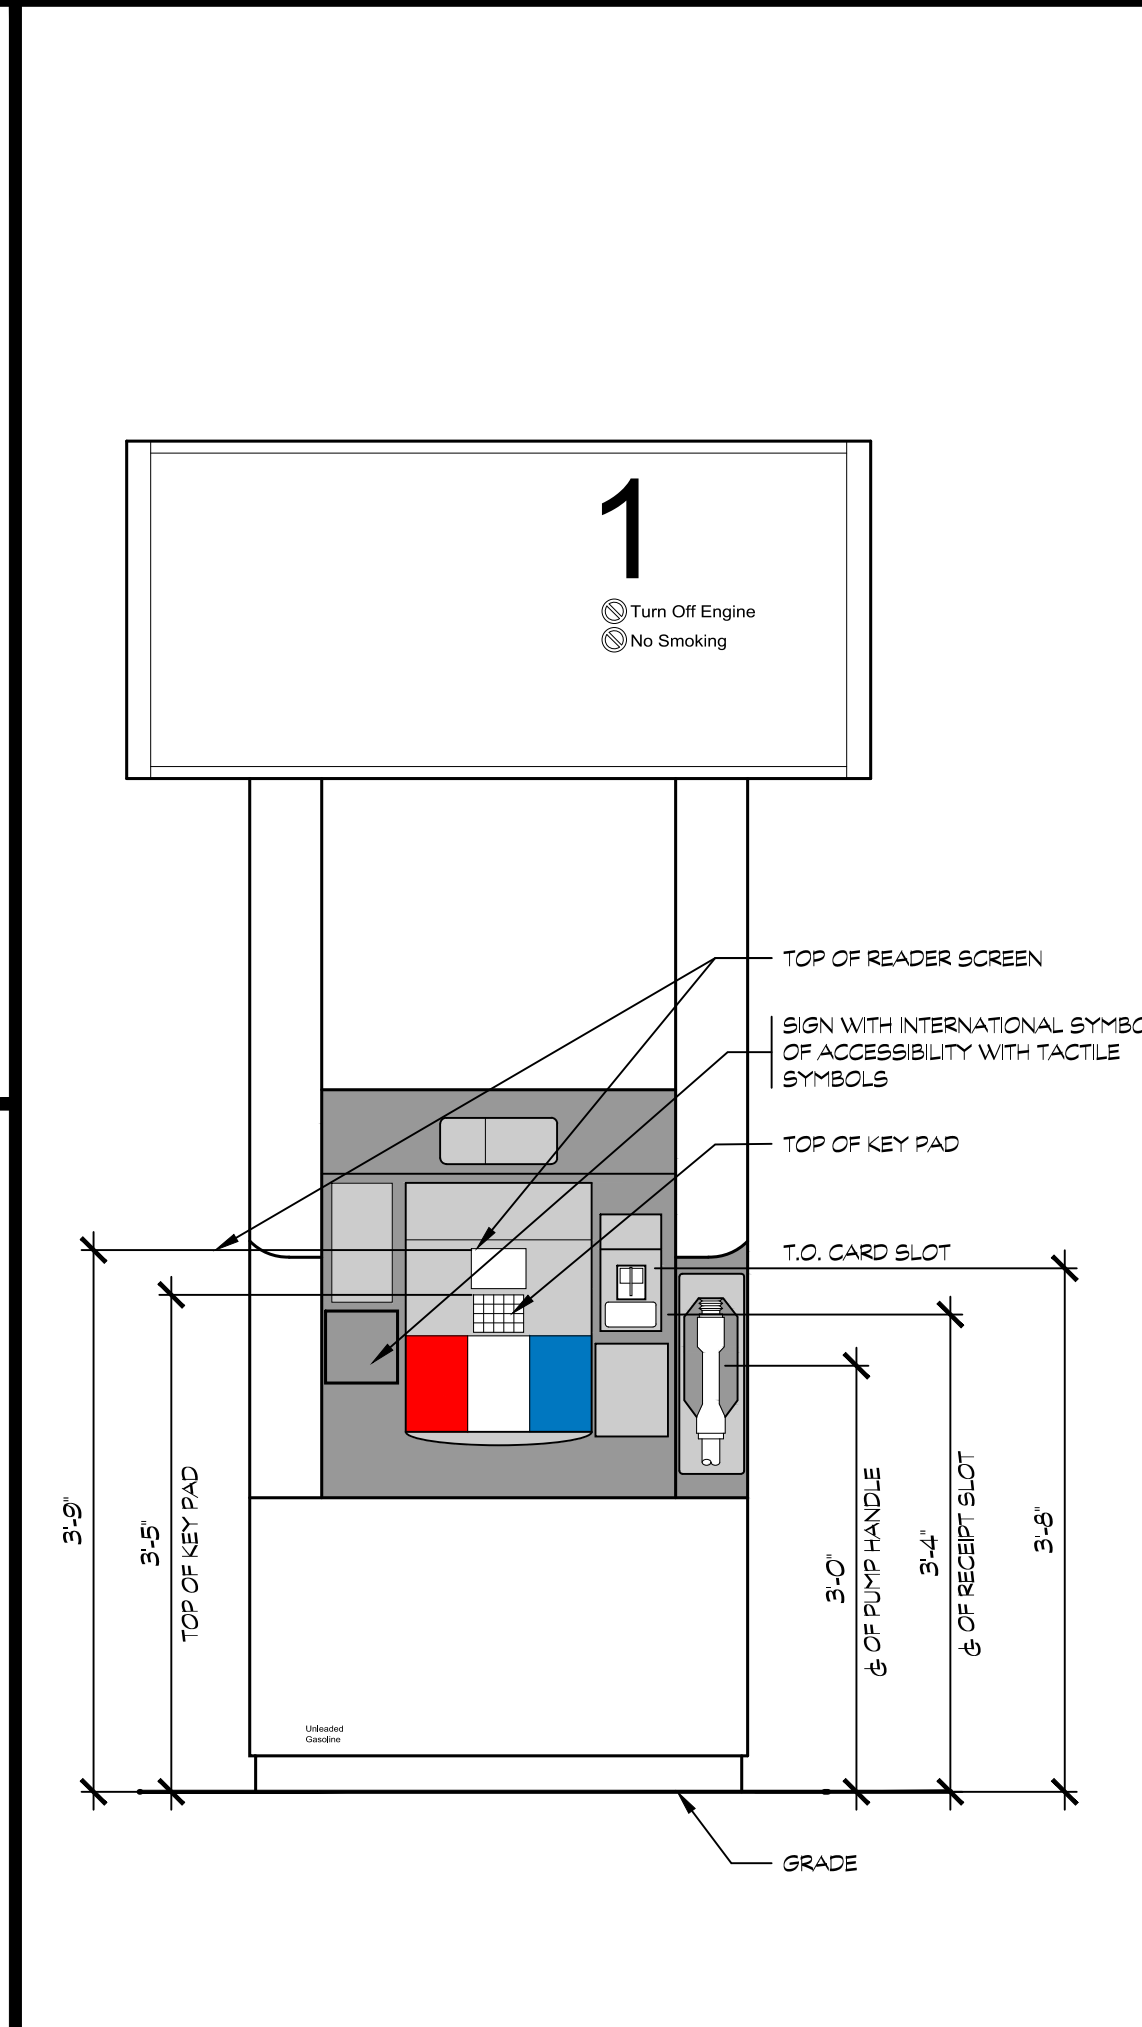 1
Turn Off Engine
No Smoking
TOP OF READER SCREEN
SIGN WITH INTERNATIONAL SYMBO
OF ACCESSIBILITY WITH TACTILE
SYMBOLS
TOP OF KEY PAD
T.O. CARD SLOT
3'-9"
3'-5"
TOP OF KEY PAD
3'-0"
℄ OF PUMP HANDLE
3'-4"
℄ OF RECEIPT SLOT
3'-8"
Unleaded
Gasoline
GRADE